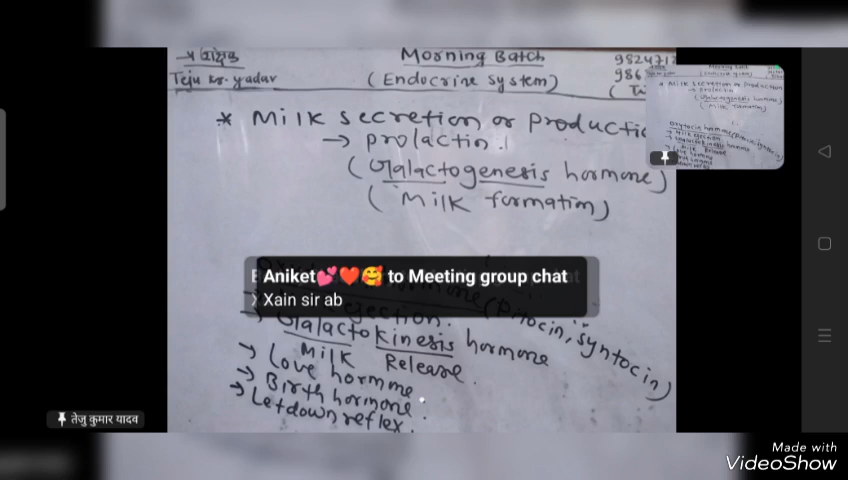 Morning Batch
Teju kr. yadav
(Endocrine system)
* Milk secretion or production
→ prolactin.
(Galactogenesis hormone)
(Milk formation)
Aniket💕❤️🥰 to Meeting group chat
Xain sir ab
(Pitocin, syntocin)
ejection.
→ Galactokinesis hormone
Milk Release.
→ Love hormone.
→ Birth hormone.
→ Letdown reflex.
तेजु कुमार यादव
Made with
VideoShow